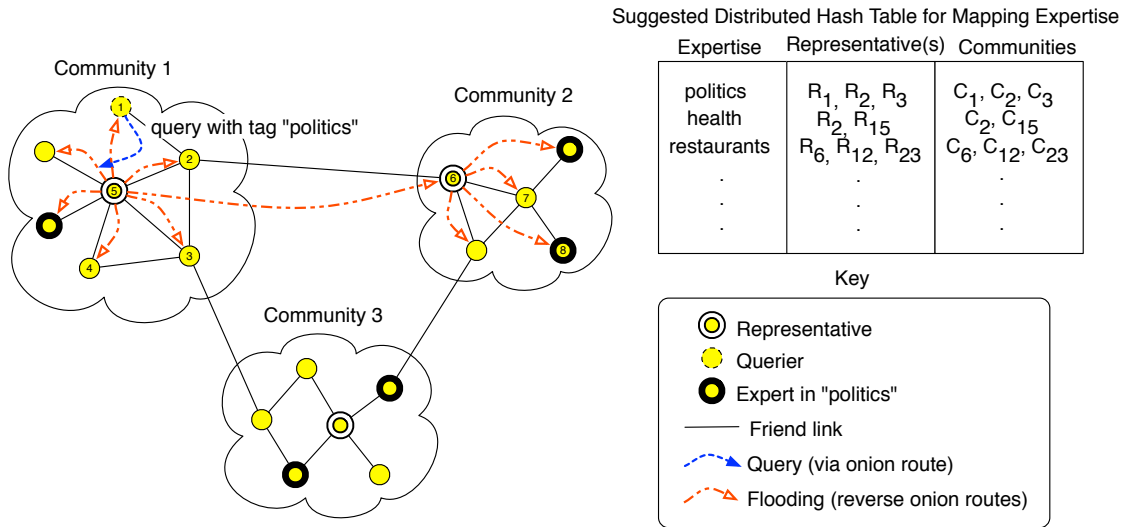 Suggested Distributed Hash Table for Mapping Expertise
Expertise Representative(s) Communities
politics R1, R2, R3 C1, C2, C3
health R2, R15 C2, C15
restaurants R6, R12, R23 C6, C12, C23
. . .
. . .
. . .
Community 1
1
query with tag "politics"
2
5
3
4
Community 2
6
7
8
Community 3
Key
Representative
Querier
Expert in "politics"
Friend link
Query (via onion route)
Flooding (reverse onion routes)